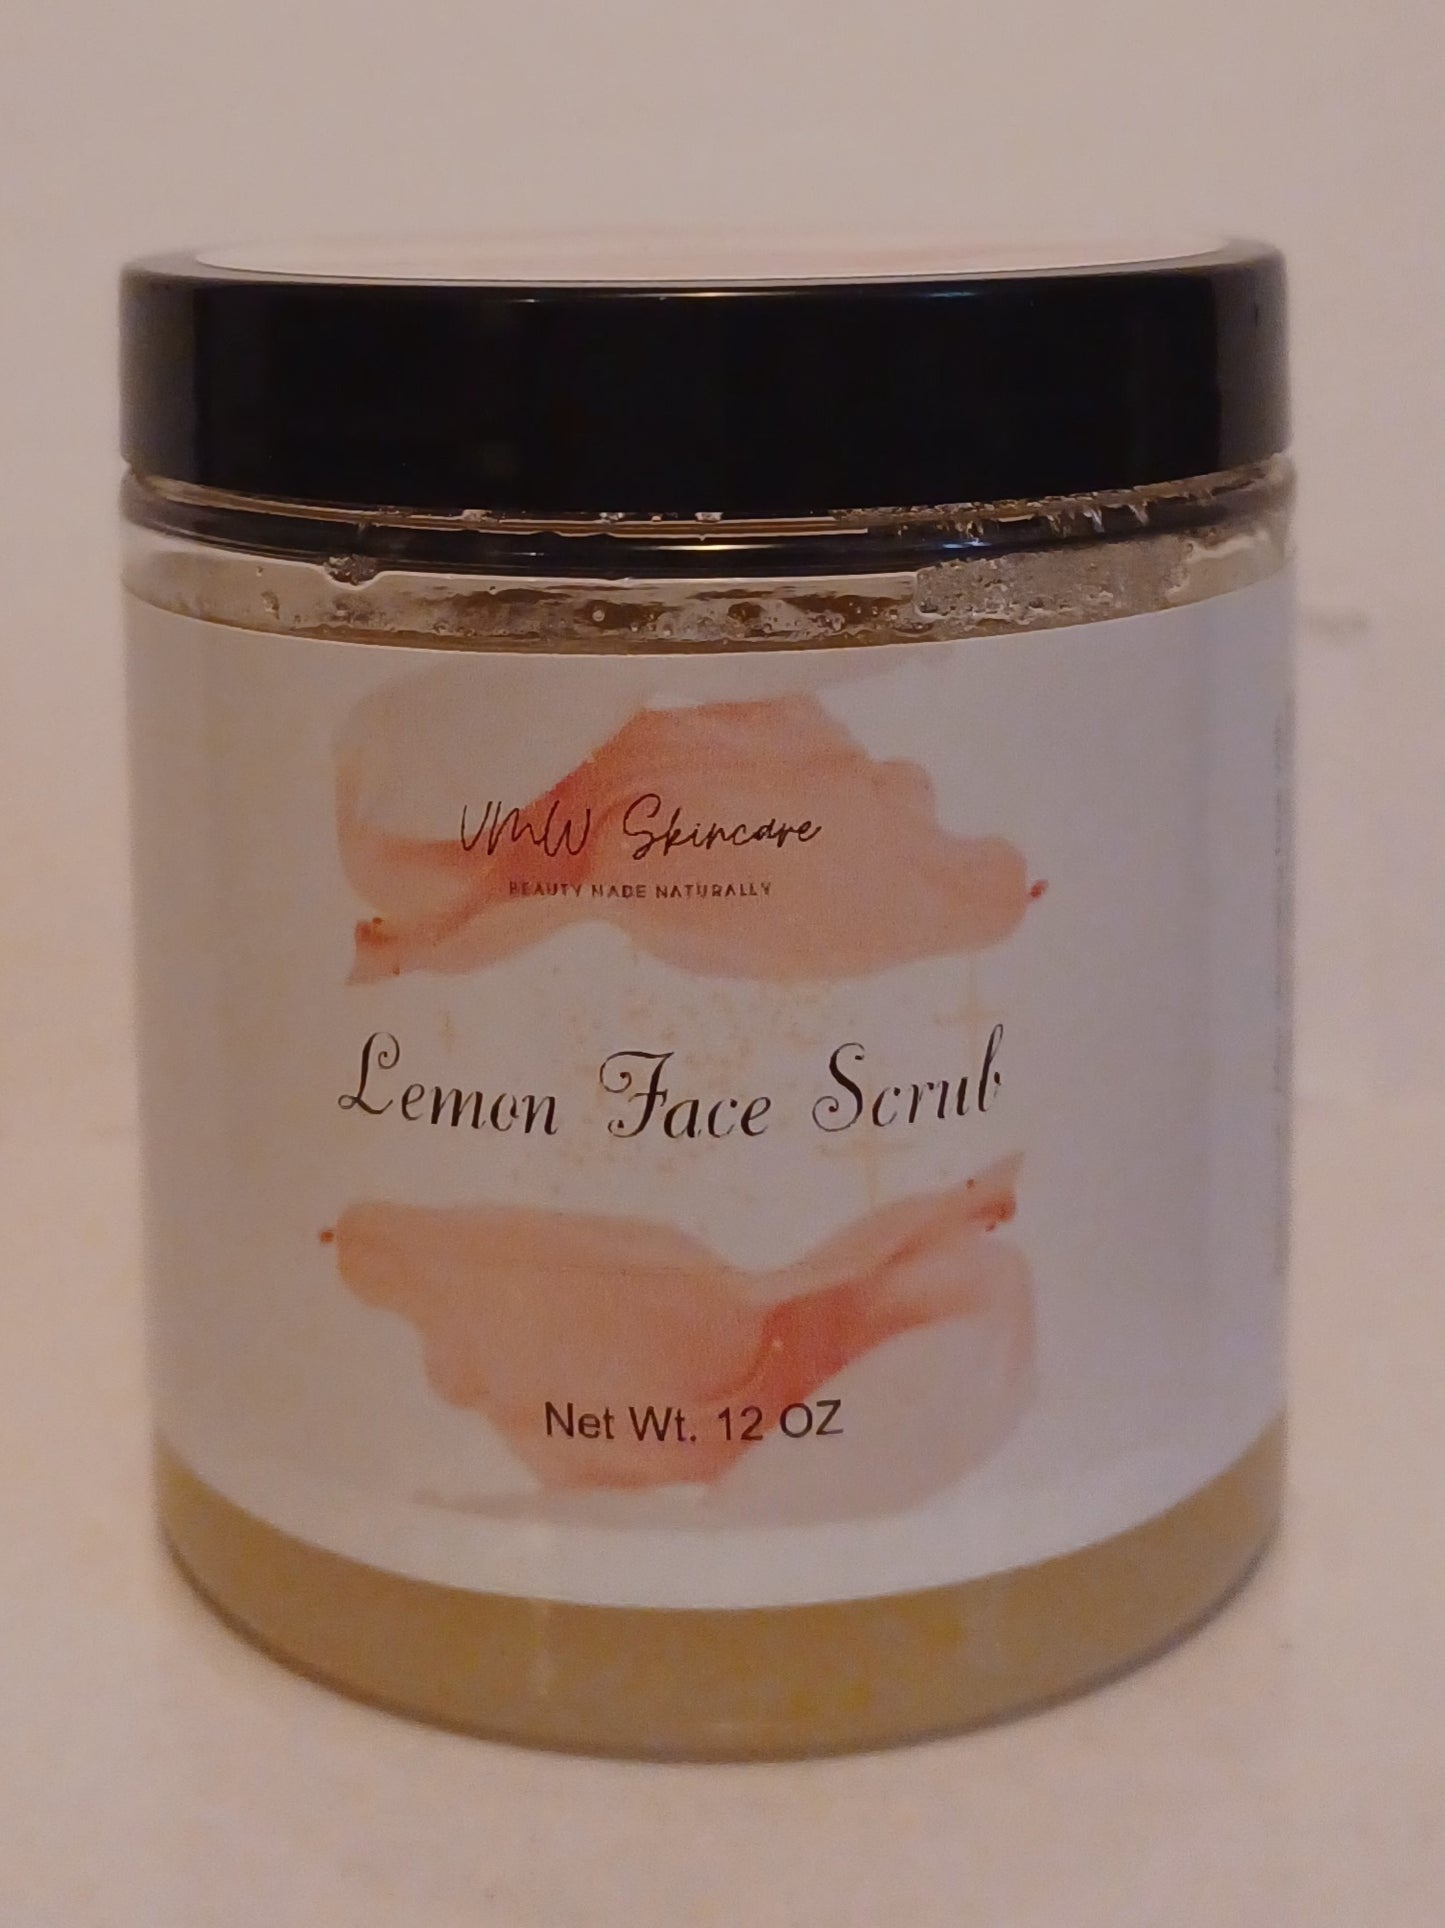 VMW Skincare
BEAUTY MADE NATURALLY
Lemon Face Scrub
Net Wt. 12 OZ